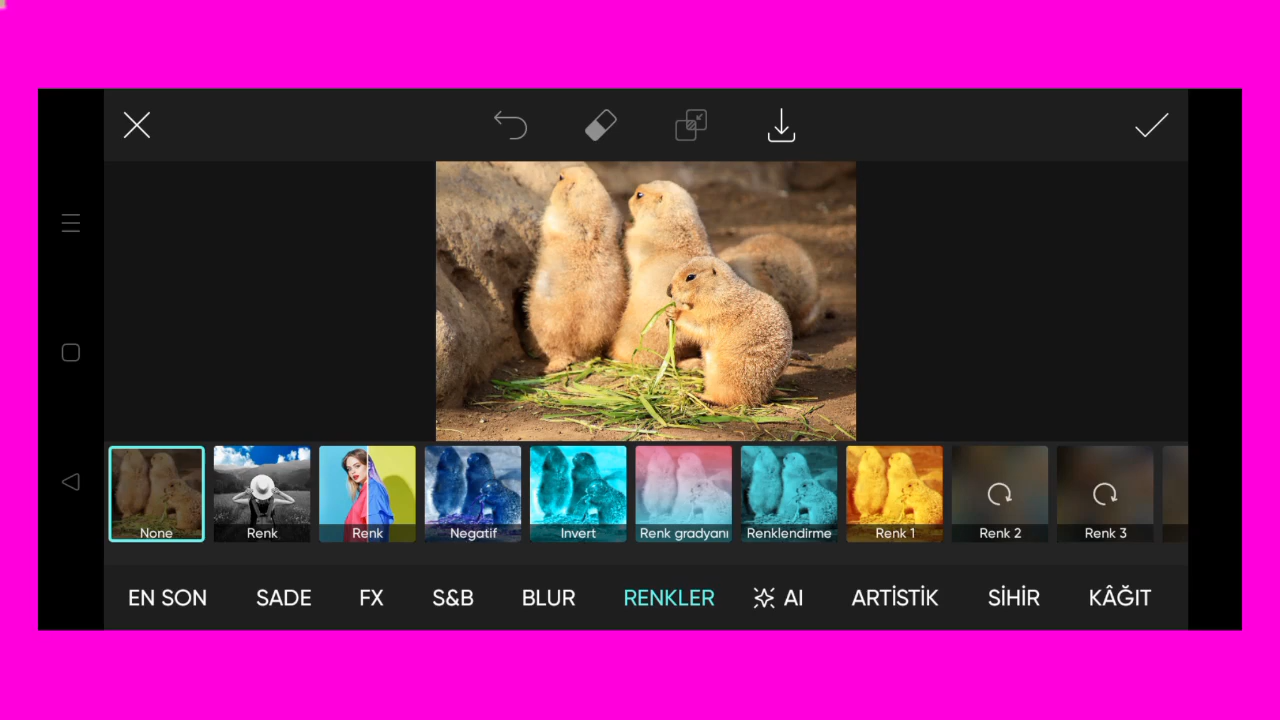 None
Renk
Renk
Negatif
Invert
Renk gradyanı
Renklendirme
Renk 1
Renk 2
Renk 3
EN SON SADE FX S&B BLUR RENKLER AI ARTİSTİK SİHİR KÂĞIT